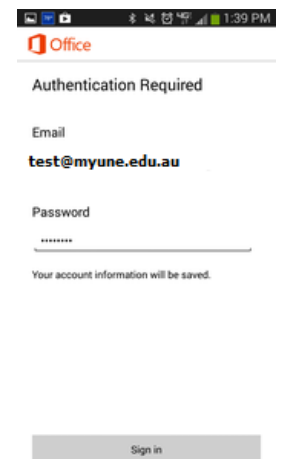 1:39 PM
Office
Authentication Required
Email
test@myune.edu.au
Password
········
Your account information will be saved.
Sign in